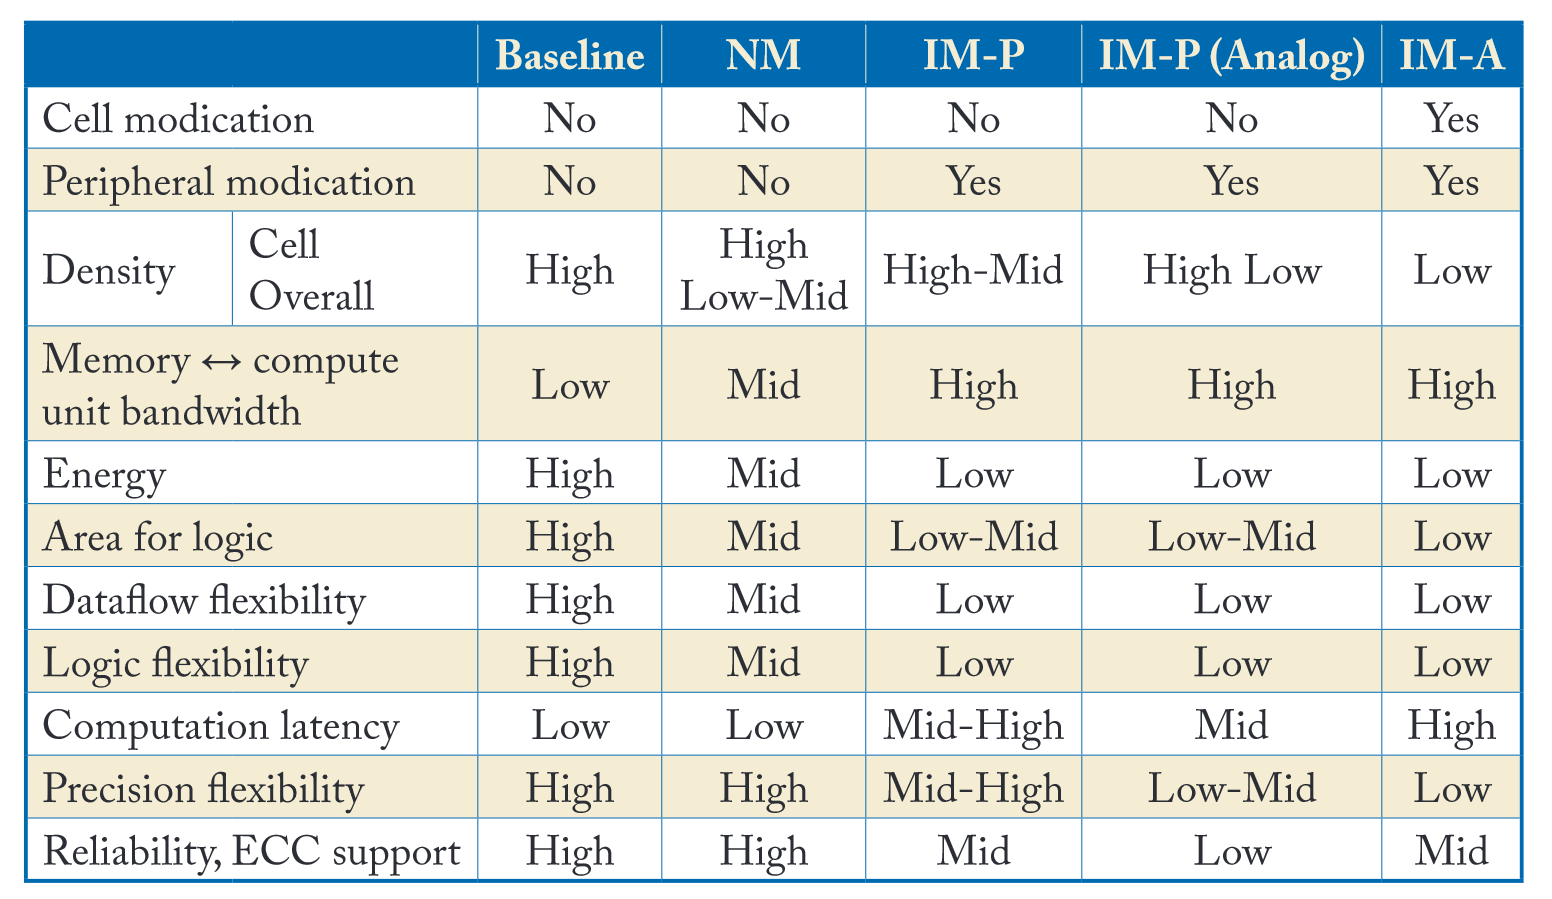 Baseline NM IM-P IM-P (Analog) IM-A
Cell modication No No No No Yes
Peripheral modication No No Yes Yes Yes
Density Cell Overall High High Low-Mid High-Mid High Low Low
Memory ↔ compute unit bandwidth Low Mid High High High
Energy High Mid Low Low Low
Area for logic High Mid Low-Mid Low-Mid Low
Dataflow flexibility High Mid Low Low Low
Logic flexibility High Mid Low Low Low
Computation latency Low Low Mid-High Mid High
Precision flexibility High High Mid-High Low-Mid Low
Reliability, ECC support High High Mid Low Mid